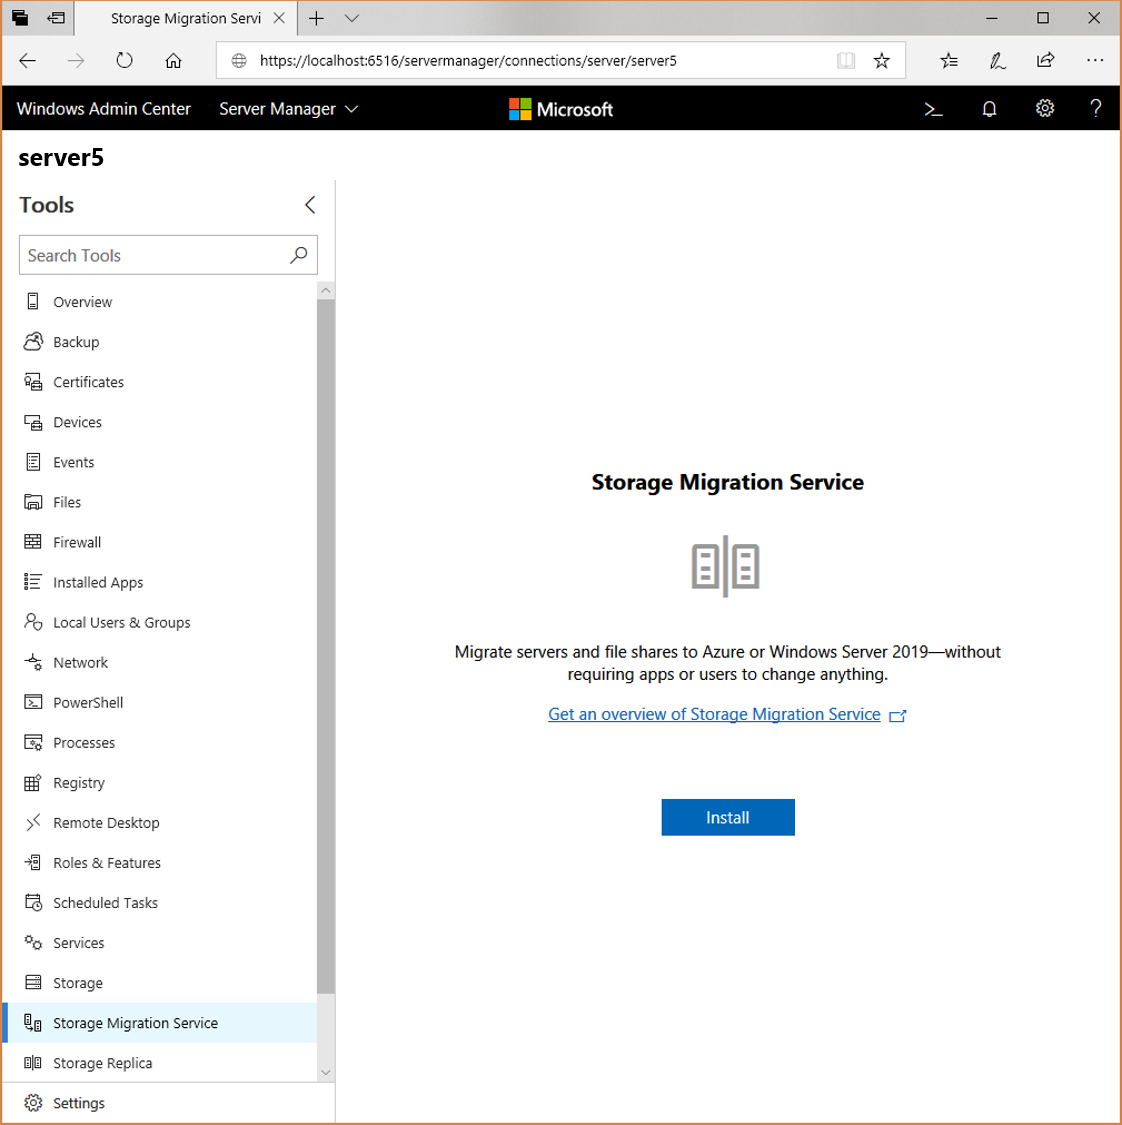 Storage Migration Servi
https://localhost:6516/servermanager/connections/server/server5
Windows Admin Center
Server Manager
Microsoft
server5
Tools
Search Tools
Overview
Backup
Certificates
Devices
Events
Files
Firewall
Installed Apps
Local Users & Groups
Network
PowerShell
Processes
Registry
Remote Desktop
Roles & Features
Scheduled Tasks
Services
Storage
Storage Migration Service
Storage Replica
Settings
Storage Migration Service
Migrate servers and file shares to Azure or Windows Server 2019—without
requiring apps or users to change anything.
Get an overview of Storage Migration Service
Install